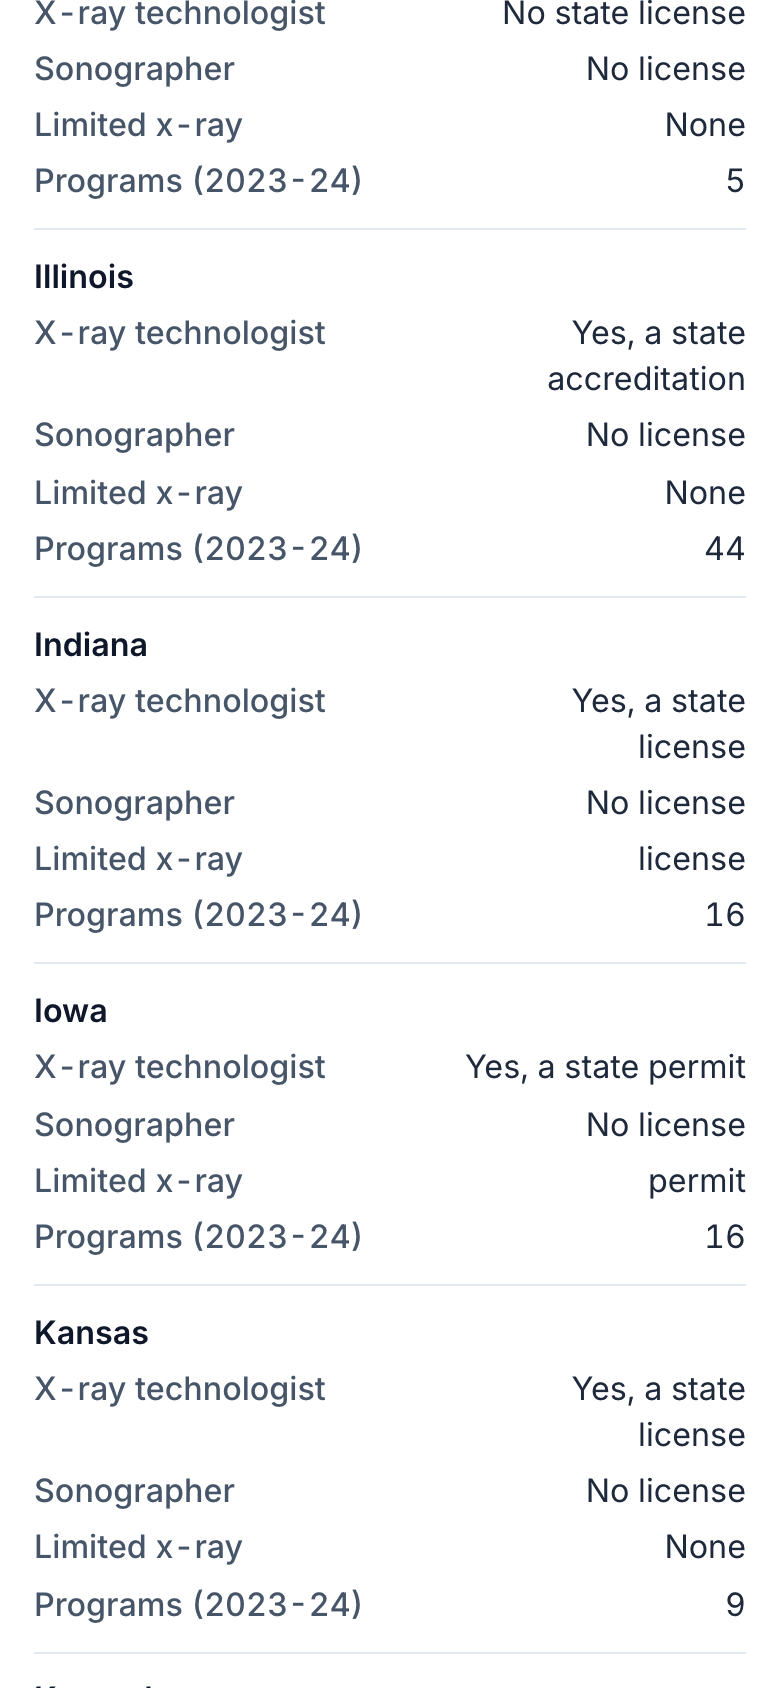 X-ray technologist No state license
Sonographer No license
Limited x-ray None
Programs (2023-24) 5
Illinois
X-ray technologist Yes, a state
accreditation
Sonographer No license
Limited x-ray None
Programs (2023-24) 44
Indiana
X-ray technologist Yes, a state
license
Sonographer No license
Limited x-ray license
Programs (2023-24) 16
Iowa
X-ray technologist Yes, a state permit
Sonographer No license
Limited x-ray permit
Programs (2023-24) 16
Kansas
X-ray technologist Yes, a state
license
Sonographer No license
Limited x-ray None
Programs (2023-24) 9